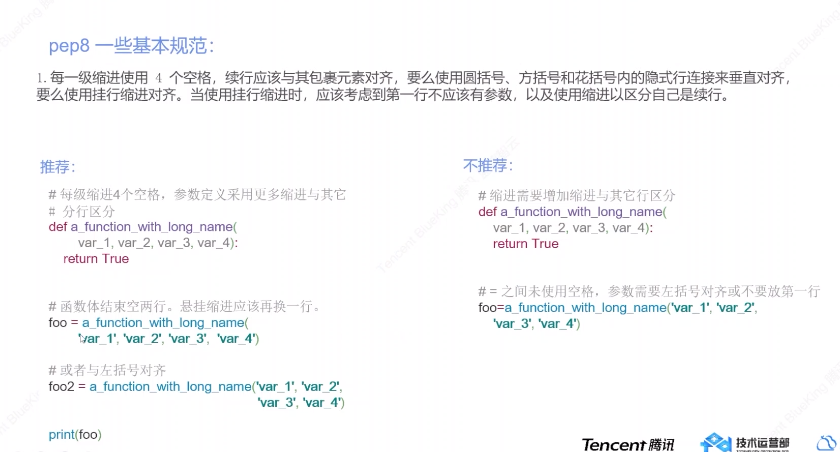 pep8 一些基本规范：
1. 每一级缩进使用 4 个空格，续行应该与其包裹元素对齐，要么使用圆括号、方括号和花括号内的隐式行连接来垂直对齐，
要么使用挂行缩进对齐。当使用挂行缩进时，应该考虑到第一行不应该有参数，以及使用缩进以区分自己是续行。
推荐：
# 每级缩进4个空格，参数定义采用更多缩进与其它
# 分行区分
def a_function_with_long_name(
        var_1, var_2, var_3, var_4):
    return True
# 函数体结束空两行。悬挂缩进应该再换一行。
foo = a_function_with_long_name(
        'var_1', 'var_2', 'var_3', 'var_4')
# 或者与左括号对齐
foo2 = a_function_with_long_name('var_1', 'var_2',
                                 'var_3', 'var_4')
print(foo)
不推荐：
# 缩进需要增加缩进与其它行区分
def a_function_with_long_name(
    var_1, var_2, var_3, var_4):
    return True
# = 之间未使用空格，参数需要左括号对齐或不要放第一行
foo=a_function_with_long_name('var_1', 'var_2',
    'var_3', 'var_4')
Tencent 腾讯
技术运营部